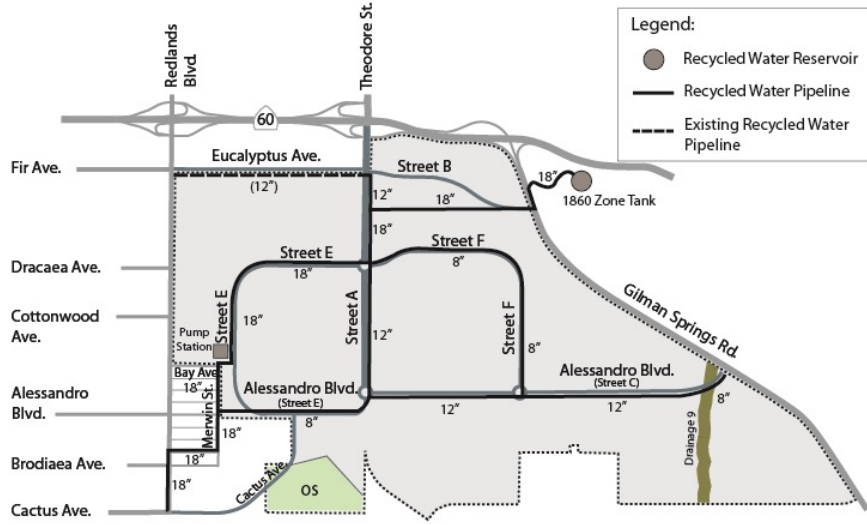 Redlands
Blvd.
Theodore St.
Legend:
Recycled Water Reservoir
Recycled Water Pipeline
Existing Recycled Water
Pipeline
60
Fir Ave.
Eucalyptus Ave.
(12")
Street B
12"
18"
18"
18"
1860 Zone Tank
Dracaea Ave.
Street E
18"
Street F
8"
Cottonwood
Ave.
Street E
18"
Street A
12"
Street F
8"
Gilman Springs Rd.
Pump
Station
Bay Ave.
18"
Merwin St.
Alessandro
Blvd.
Alessandro Blvd.
(Street E)
8"
Alessandro Blvd.
(Street C)
12"
12"
8"
18"
Drainage 9
Brodiaea Ave.
18"
18"
Cactus Ave.
Cactus Ave.
OS